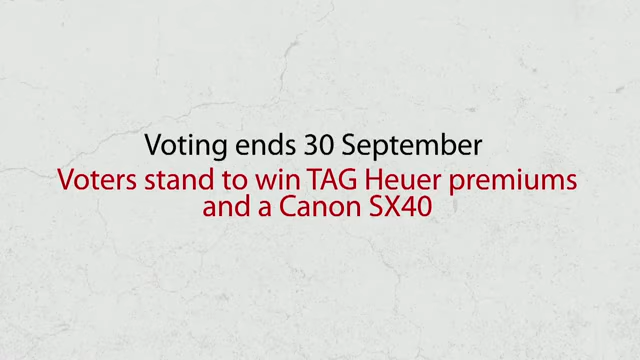 Voting ends 30 September
Voters stand to win TAG Heuer premiums
and a Canon SX40